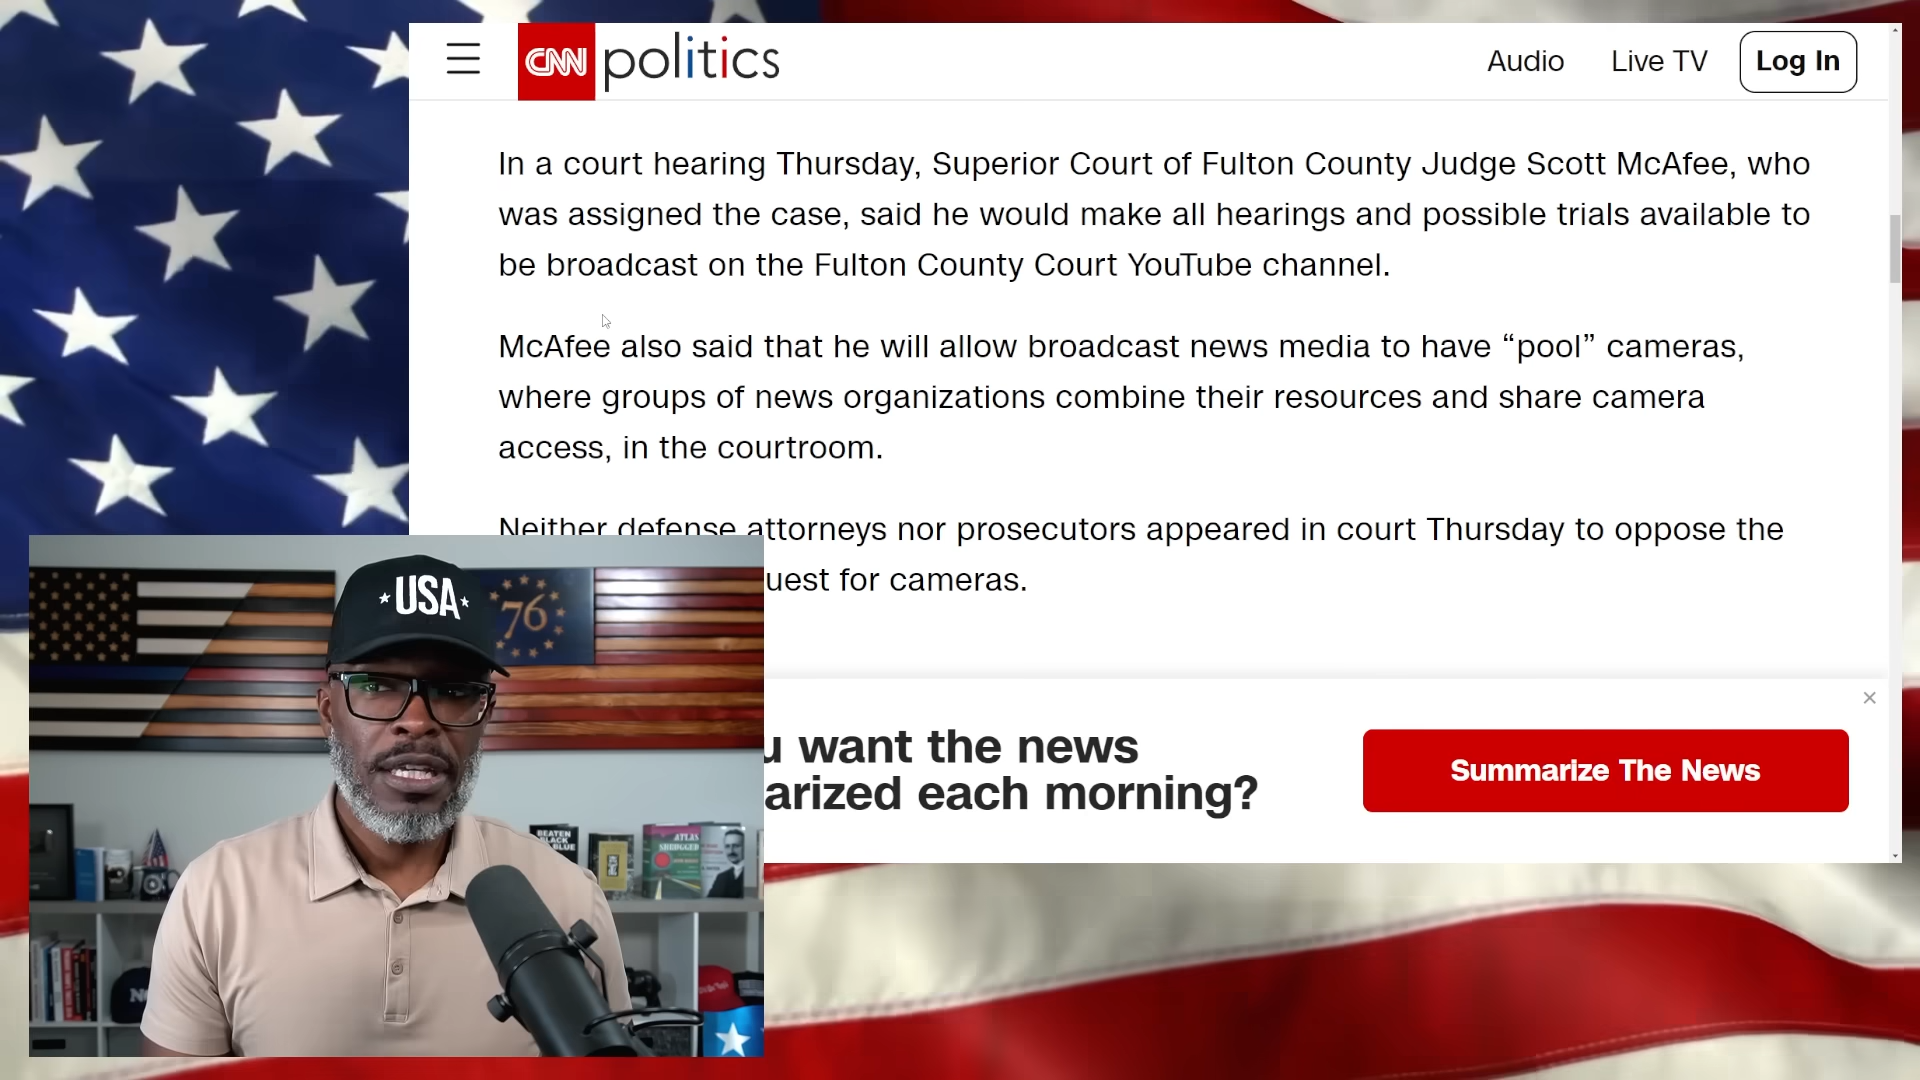 CNN politics
Audio Live TV Log In
In a court hearing Thursday, Superior Court of Fulton County Judge Scott McAfee, who
was assigned the case, said he would make all hearings and possible trials available to
be broadcast on the Fulton County Court YouTube channel.
McAfee also said that he will allow broadcast news media to have “pool” cameras,
where groups of news organizations combine their resources and share camera
access, in the courtroom.
Neither defense attorneys nor prosecutors appeared in court Thursday to oppose the
uest for cameras.
u want the news
arized each morning?
Summarize The News
USA
76
BEATEN
BLACK
ATLAS
SHRUGGED